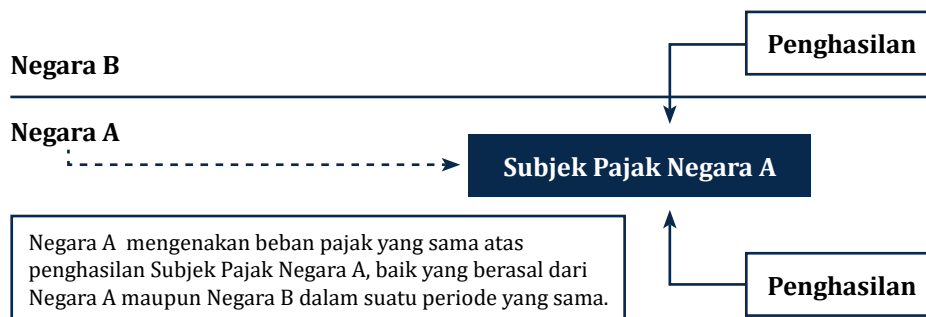 Penghasilan
Negara B
Negara A
Subjek Pajak Negara A
Negara A mengenakan beban pajak yang sama atas
penghasilan Subjek Pajak Negara A, baik yang berasal dari
Negara A maupun Negara B dalam suatu periode yang sama.
Penghasilan